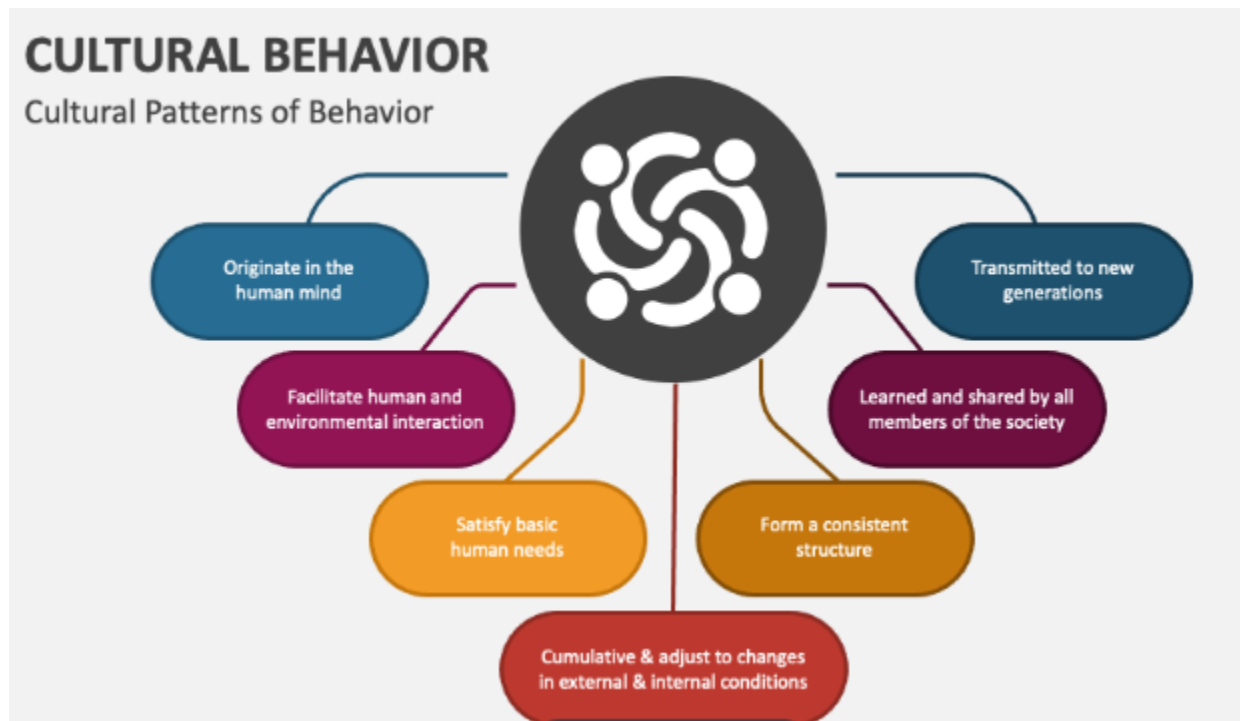 CULTURAL BEHAVIOR
Cultural Patterns of Behavior
Originate in the
human mind
Transmitted to new
generations
Facilitate human and
environmental interaction
Learned and shared by all
members of the society
Satisfy basic
human needs
Form a consistent
structure
Cumulative & adjust to changes
in external & internal conditions